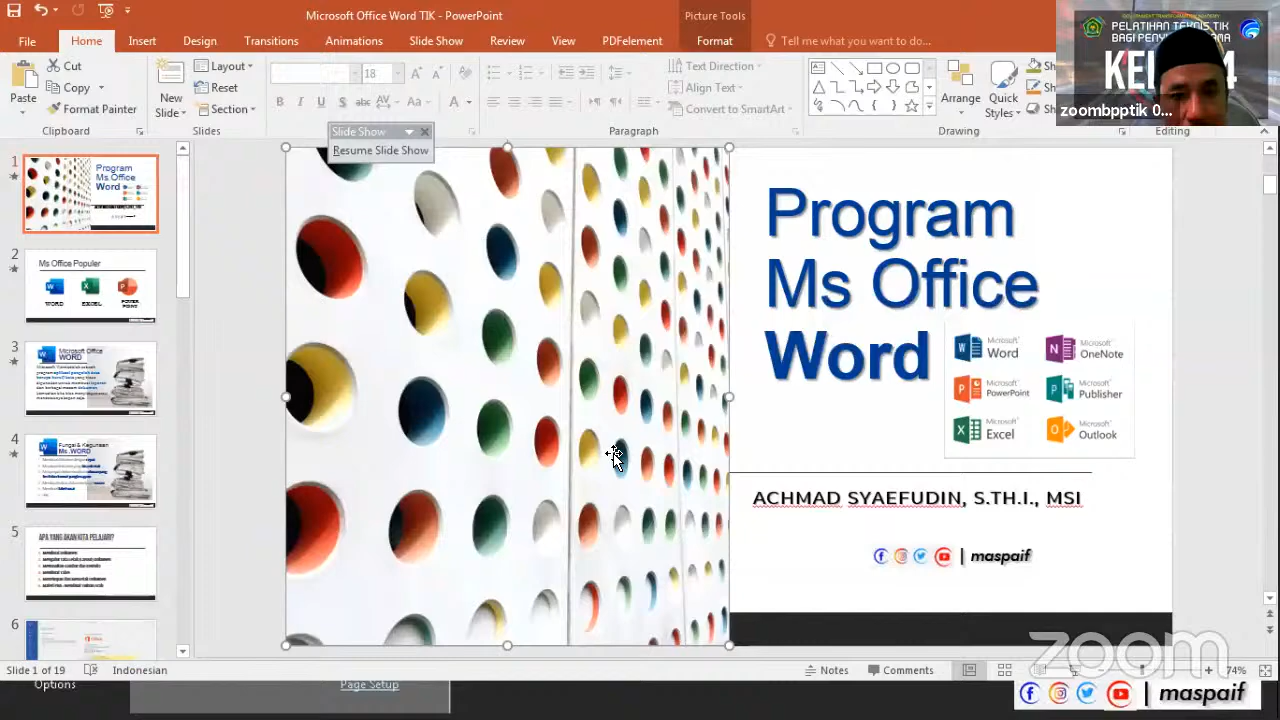 Microsoft Office Word TIK - PowerPoint
Picture Tools
File
Home
Insert
Design
Transitions
Animations
Slide Show
Review
View
PDFelement
Format
Tell me what you want to do...
PELATIHAN TEKNIS TIK
zoombpptik 0...
Paste
Cut
Copy
Format Painter
Clipboard
New
Slide
Layout
Reset
Section
Slides
18
Text Direction
Align Text
Convert to SmartArt
Paragraph
Arrange
Quick
Styles
Drawing
Editing
Slide Show
Resume Slide Show
1
Program
Ms Office
Word
2
Ms Office Populer
WORD
EXCEL
POWER
POINT
3
Microsoft Office
WORD
4
Fungsi & Kegunaan
Ms .WORD
5
APA YANG AKAN KITA PELAJARI?
6
Program
Ms Office
Word
Microsoft Word
Microsoft OneNote
Microsoft PowerPoint
Microsoft Publisher
Microsoft Excel
Microsoft Outlook
ACHMAD SYAEFUDIN, S.TH.I., MSI
| maspaif
Slide 1 of 19
Indonesian
Notes
Comments
74%
zoom
Options
Page Setup
| maspaif